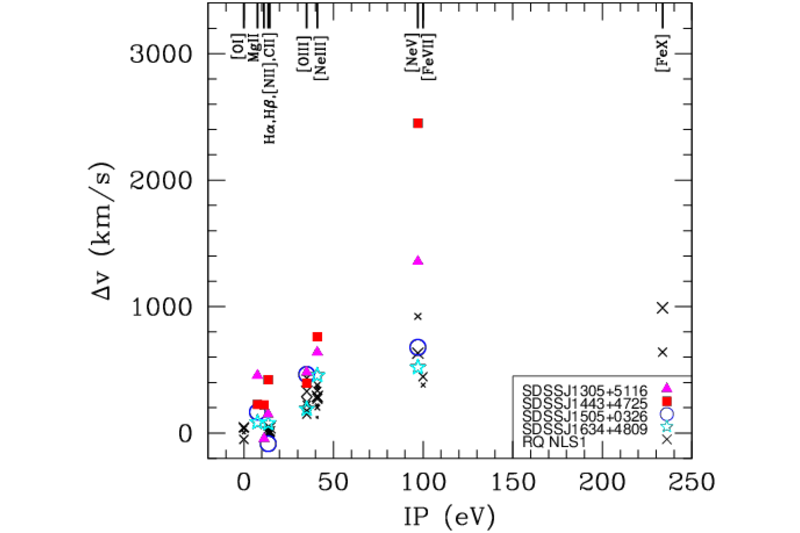 [OI]
MgII
Hα,Hβ,[NII],CII]
[OIII]
[NeIII]
[NeV]
[FeVII]
[FeX]
3000
2000
1000
0
Δv (km/s)
SDSSJ1305+5116
SDSSJ1443+4725
SDSSJ1505+0326
SDSSJ1634+4809
RQ NLS1
0 50 100 150 200 250
IP (eV)